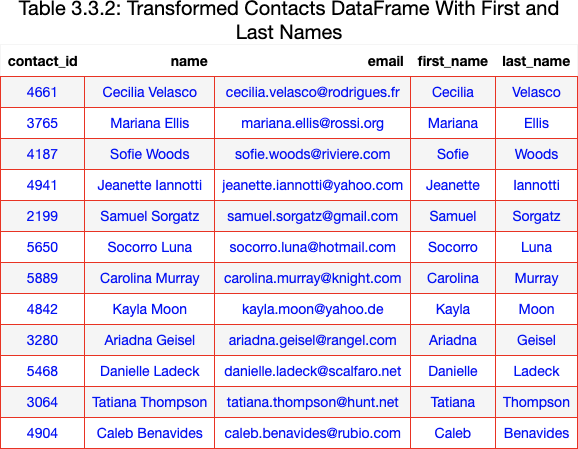 Table 3.3.2: Transformed Contacts DataFrame With First and
Last Names
contact_id name email first_name last_name
4661 Cecilia Velasco cecilia.velasco@rodrigues.fr Cecilia Velasco
3765 Mariana Ellis mariana.ellis@rossi.org Mariana Ellis
4187 Sofie Woods sofie.woods@riviere.com Sofie Woods
4941 Jeanette Iannotti jeanette.iannotti@yahoo.com Jeanette Iannotti
2199 Samuel Sorgatz samuel.sorgatz@gmail.com Samuel Sorgatz
5650 Socorro Luna socorro.luna@hotmail.com Socorro Luna
5889 Carolina Murray carolina.murray@knight.com Carolina Murray
4842 Kayla Moon kayla.moon@yahoo.de Kayla Moon
3280 Ariadna Geisel ariadna.geisel@rangel.com Ariadna Geisel
5468 Danielle Ladeck danielle.ladeck@scalfaro.net Danielle Ladeck
3064 Tatiana Thompson tatiana.thompson@hunt.net Tatiana Thompson
4904 Caleb Benavides caleb.benavides@rubio.com Caleb Benavides